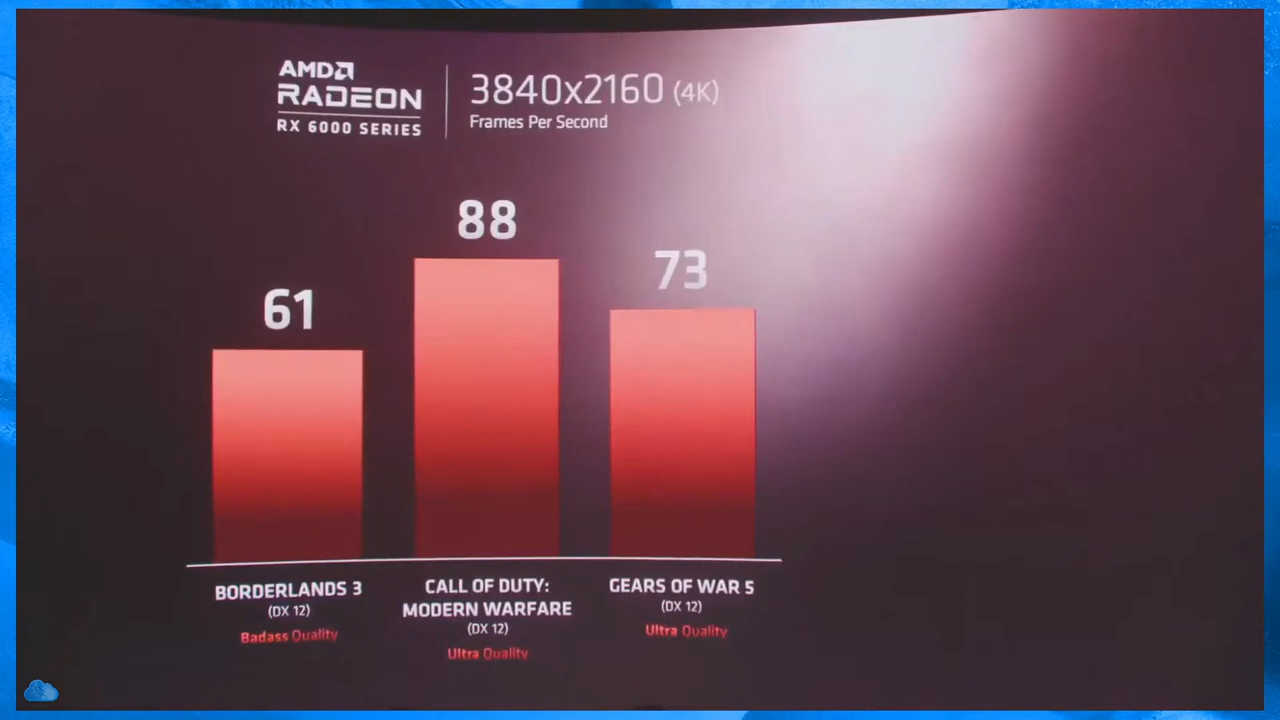 AMD
RADEON
RX 6000 SERIES
3840x2160 (4K)
Frames Per Second
61
88
73
BORDERLANDS 3
(DX 12)
Badass Quality
CALL OF DUTY:
MODERN WARFARE
(DX 12)
Ultra Quality
GEARS OF WAR 5
(DX 12)
Ultra Quality